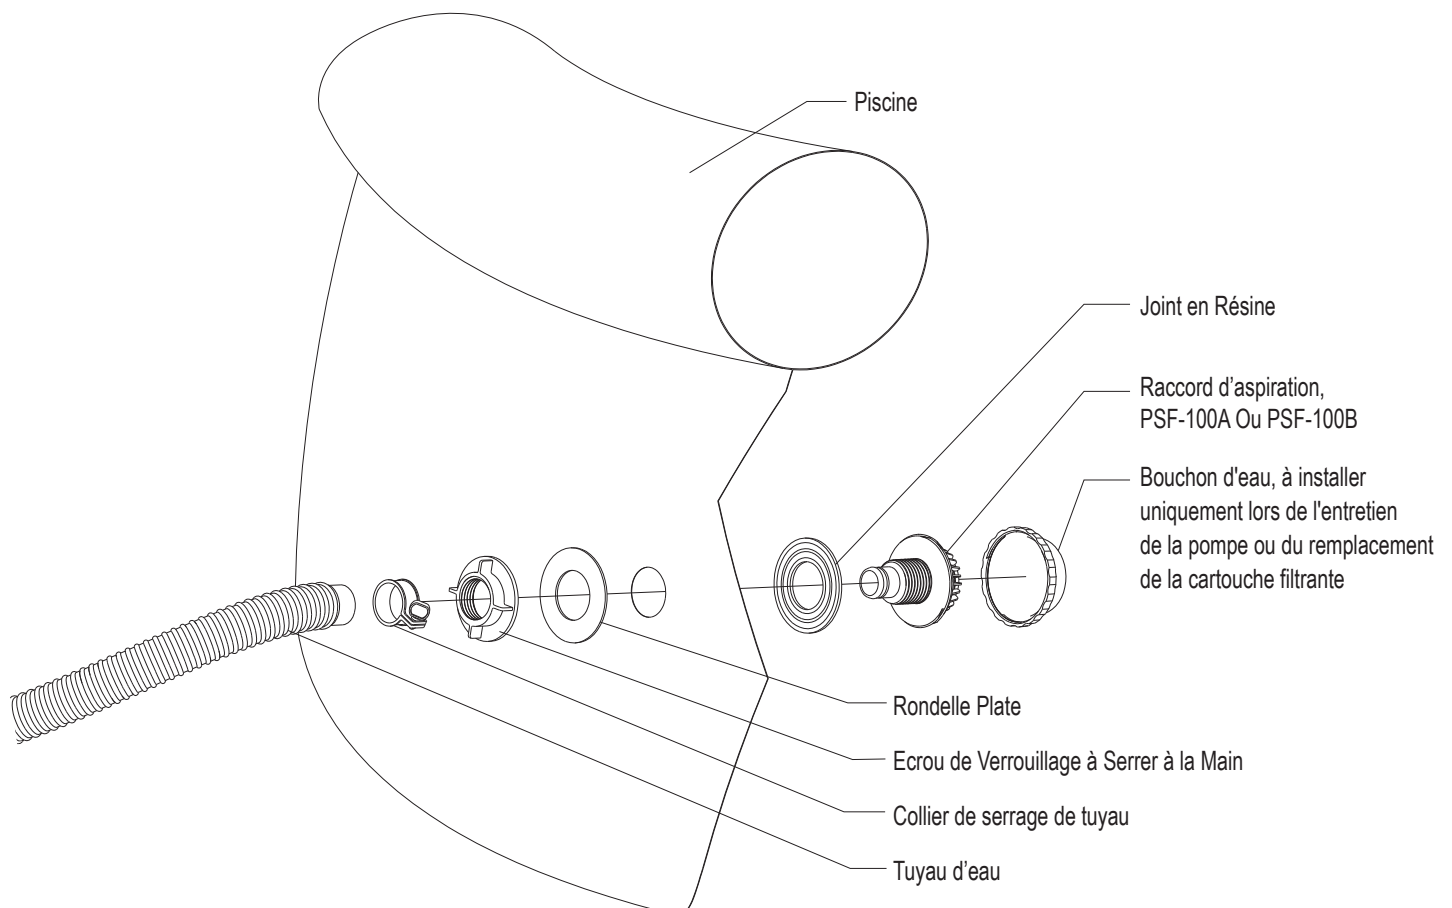 Piscine
Joint en Résine
Raccord d’aspiration,
PSF-100A Ou PSF-100B
Bouchon d'eau, à installer
uniquement lors de l'entretien
de la pompe ou du remplacement
de la cartouche filtrante
Rondelle Plate
Ecrou de Verrouillage à Serrer à la Main
Collier de serrage de tuyau
Tuyau d’eau